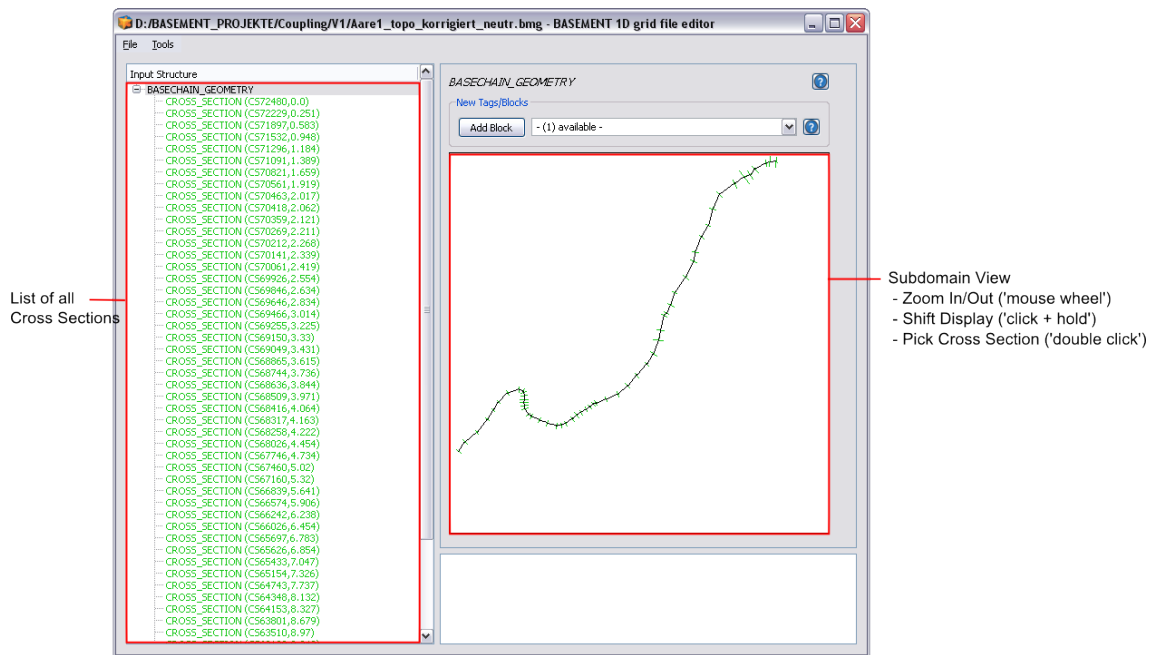 D:/BASEMENT_PROJEKTE/Coupling/V1/Aare1_topo_korrigiert_neutr.bmg - BASEMENT 1D grid file editor
File Tools
Input Structure
BASECHAIN_GEOMETRY
CROSS_SECTION (CS72480,0.0)
CROSS_SECTION (CS72229,0.251)
CROSS_SECTION (CS71897,0.583)
CROSS_SECTION (CS71532,0.948)
CROSS_SECTION (CS71296,1.184)
CROSS_SECTION (CS71091,1.389)
CROSS_SECTION (CS70821,1.659)
CROSS_SECTION (CS70561,1.919)
CROSS_SECTION (CS70463,2.017)
CROSS_SECTION (CS70418,2.062)
CROSS_SECTION (CS70359,2.121)
CROSS_SECTION (CS70269,2.211)
CROSS_SECTION (CS70212,2.268)
CROSS_SECTION (CS70141,2.339)
CROSS_SECTION (CS70061,2.419)
CROSS_SECTION (CS69926,2.554)
CROSS_SECTION (CS69846,2.634)
CROSS_SECTION (CS69646,2.834)
CROSS_SECTION (CS69466,3.014)
CROSS_SECTION (CS69255,3.225)
CROSS_SECTION (CS69150,3.33)
CROSS_SECTION (CS69049,3.431)
CROSS_SECTION (CS68865,3.615)
CROSS_SECTION (CS68744,3.736)
CROSS_SECTION (CS68636,3.844)
CROSS_SECTION (CS68509,3.971)
CROSS_SECTION (CS68416,4.064)
CROSS_SECTION (CS68317,4.163)
CROSS_SECTION (CS68258,4.222)
CROSS_SECTION (CS68026,4.454)
CROSS_SECTION (CS67746,4.734)
CROSS_SECTION (CS67460,5.02)
CROSS_SECTION (CS67160,5.32)
CROSS_SECTION (CS66839,5.641)
CROSS_SECTION (CS66574,5.906)
CROSS_SECTION (CS66242,6.238)
CROSS_SECTION (CS66026,6.454)
CROSS_SECTION (CS65697,6.783)
CROSS_SECTION (CS65626,6.854)
CROSS_SECTION (CS65433,7.047)
CROSS_SECTION (CS65154,7.326)
CROSS_SECTION (CS64743,7.737)
CROSS_SECTION (CS64348,8.132)
CROSS_SECTION (CS64153,8.327)
CROSS_SECTION (CS63801,8.679)
CROSS_SECTION (CS63510,8.97)
BASECHAIN_GEOMETRY
New Tags/Blocks
Add Block - (1) available -
List of all
Cross Sections
Subdomain View
- Zoom In/Out ('mouse wheel')
- Shift Display ('click + hold')
- Pick Cross Section ('double click')